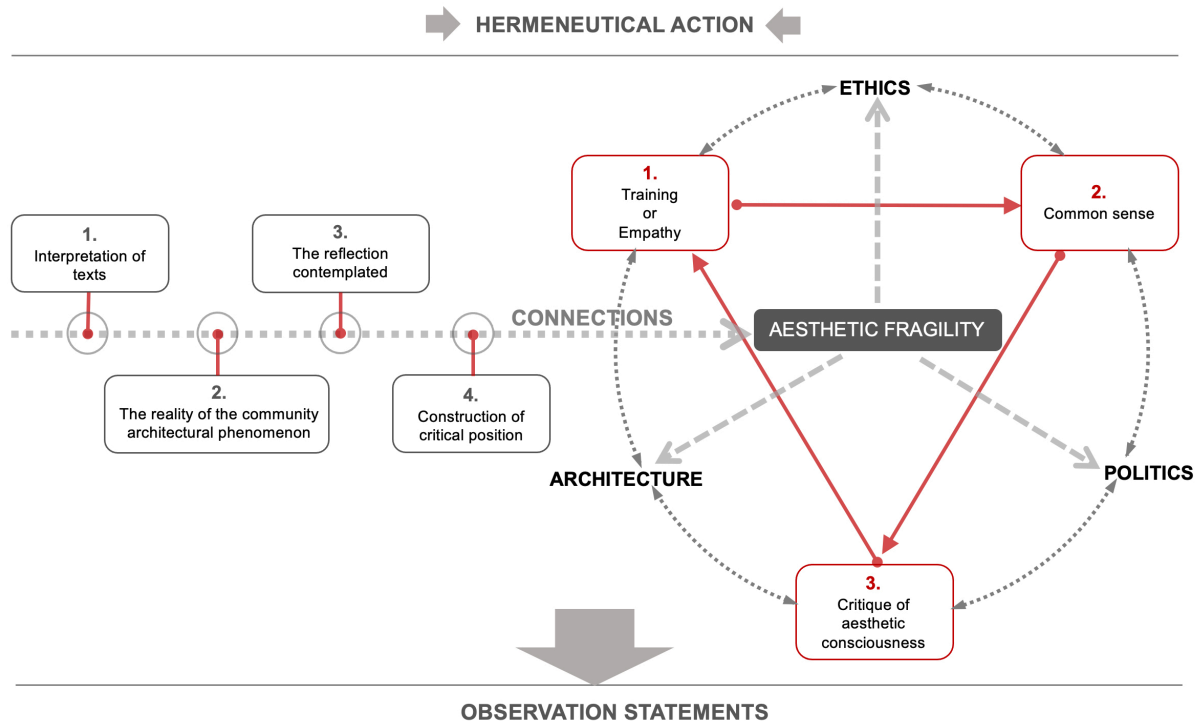 HERMENEUTICAL ACTION
ETHICS
1.
Training
or
Empathy
2.
Common sense
1.
Interpretation of
texts
3.
The reflection
contemplated
CONNECTIONS
AESTHETIC FRAGILITY
2.
The reality of the community
architectural phenomenon
4.
Construction of
critical position
ARCHITECTURE
POLITICS
3.
Critique of
aesthetic
consciousness
OBSERVATION STATEMENTS